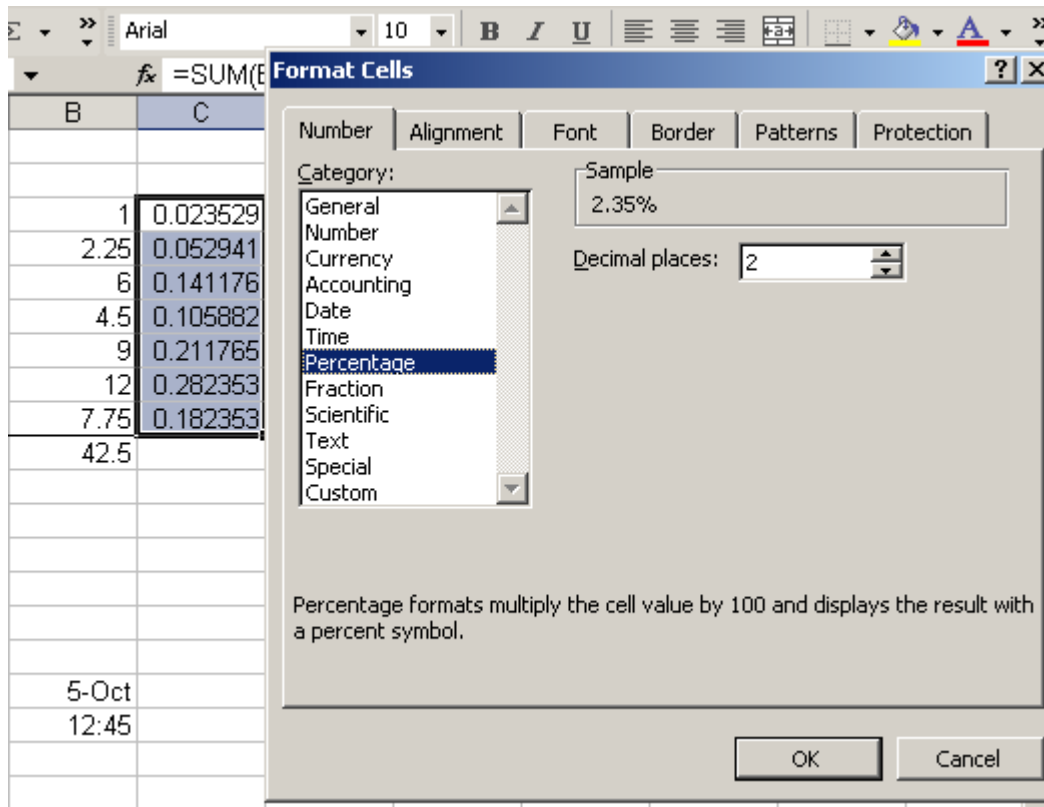 Σ » Arial 10 B I U A »
fx =SUM(B
Format Cells
B C
Number Alignment Font Border Patterns Protection
Category:
General
Number
Currency
Accounting
Date
Time
Percentage
Fraction
Scientific
Text
Special
Custom
Sample
2.35%
Decimal places: 2
Percentage formats multiply the cell value by 100 and displays the result with
a percent symbol.
OK Cancel
1 0.023529
2.25 0.052941
6 0.141176
4.5 0.105882
9 0.211765
12 0.282353
7.75 0.182353
42.5
5-Oct
12:45